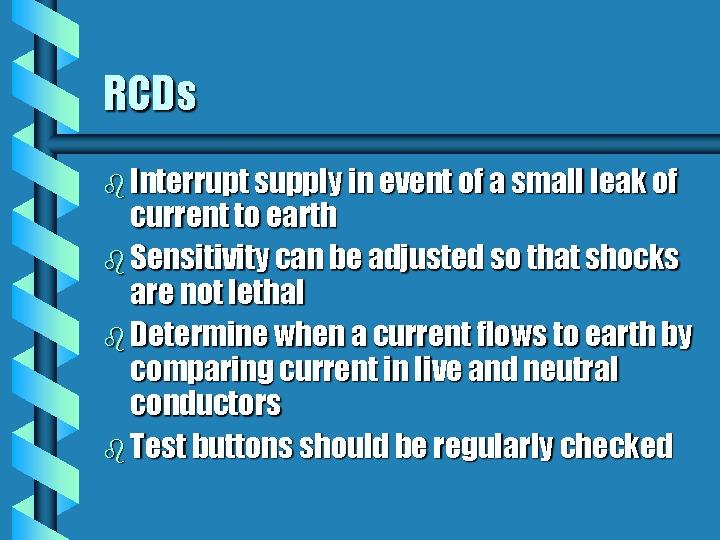 RCDs
Interrupt supply in event of a small leak of
current to earth
Sensitivity can be adjusted so that shocks
are not lethal
Determine when a current flows to earth by
comparing current in live and neutral
conductors
Test buttons should be regularly checked